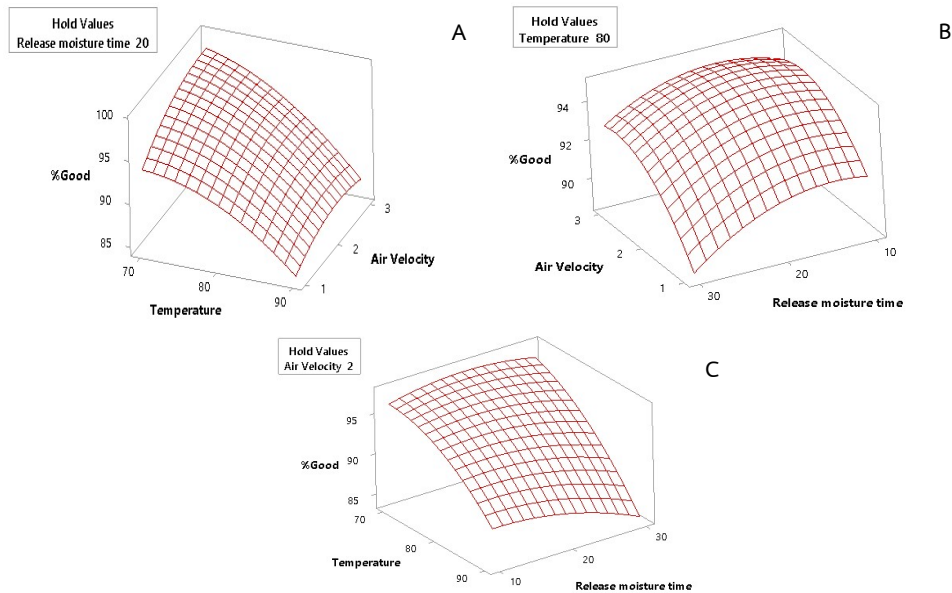 Hold Values
Release moisture time 20
A
100
95
%Good
90
85
70
80
90
Temperature
1
2
3
Air Velocity
Hold Values
Temperature 80
B
94
92
%Good
90
3
2
1
Air Velocity
30
20
10
Release moisture time
Hold Values
Air Velocity 2
C
95
90
%Good
85
70
80
90
Temperature
10
20
30
Release moisture time